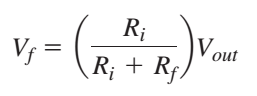 V_f = ( R_i / (R_i + R_f) ) V_out